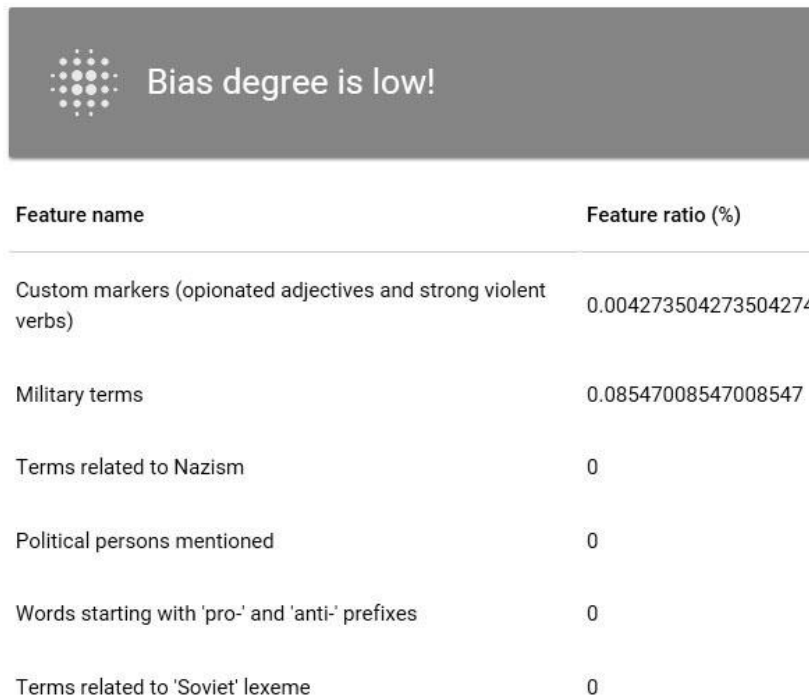 Bias degree is low!
Feature name Feature ratio (%)
Custom markers (opionated adjectives and strong violent
verbs) 0.004273504273504274
Military terms 0.08547008547008547
Terms related to Nazism 0
Political persons mentioned 0
Words starting with 'pro-' and 'anti-' prefixes 0
Terms related to 'Soviet' lexeme 0